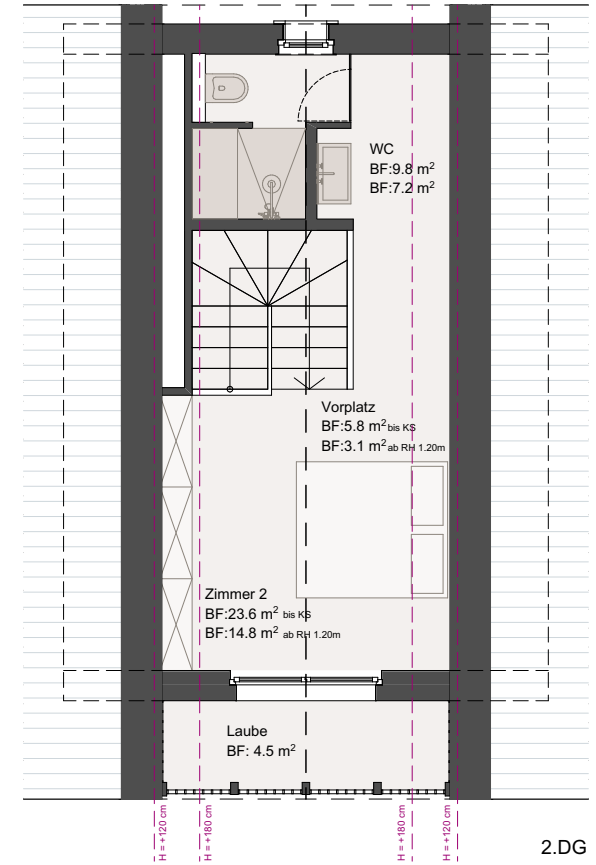 WC
BF:9.8 m²
BF:7.2 m²
Vorplatz
BF:5.8 m² bis KS
BF:3.1 m² ab RH 1.20m
Zimmer 2
BF:23.6 m² bis KS
BF:14.8 m² ab RH 1.20m
Laube
BF: 4.5 m²
H = +120 cm
H = +180 cm
H = +180 cm
H = +120 cm
2.DG